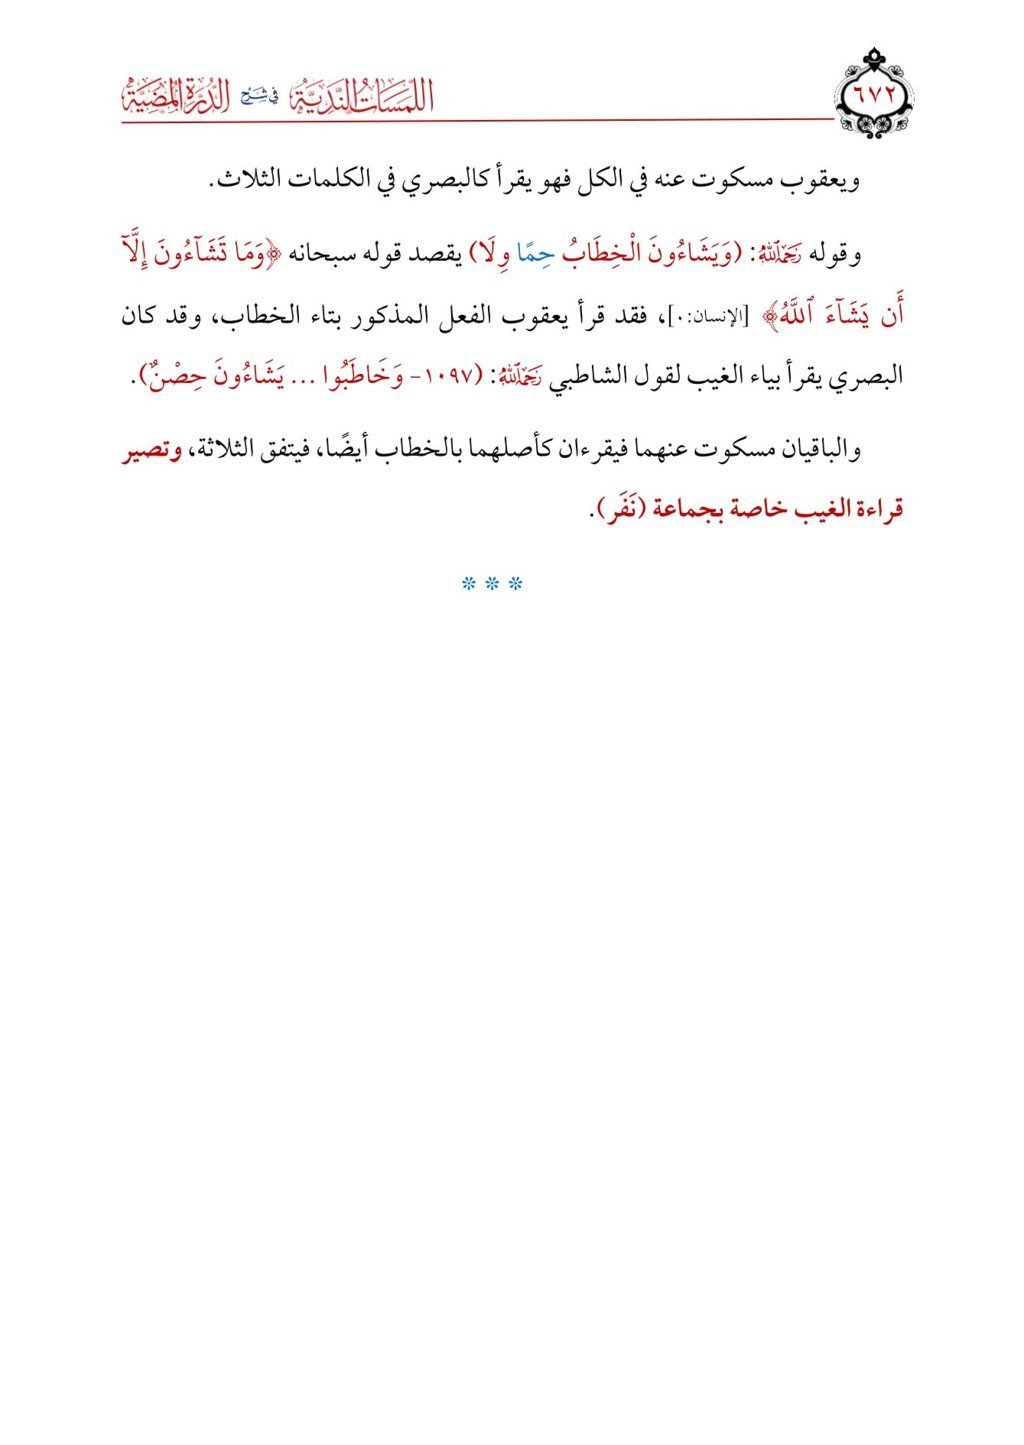 ٦٧٢
اللمسات الندية في شرح الدرة المضية
ويعقوب مسكوت عنه في الكل فهو يقرأ كالبصري في الكلمات الثلاث.
وقوله رَحِمَهُ ٱللَّهُ: (وَيَشَاءُونَ الْخِطَابُ حِمًا وِلَا) يقصد قوله سبحانه ﴿وَمَا تَشَآءُونَ إِلَّآ
أَن يَشَآءَ ٱللَّهُ﴾ [الإنسان:٠]، فقد قرأ يعقوب الفعل المذكور بتاء الخطاب، وقد كان
البصري يقرأ بياء الغيب لقول الشاطبي رَحِمَهُ ٱللَّهُ: (١٠٩٧- وَخَاطَبُوا ... يَشَاءُونَ حِصْنٌ).
والباقيان مسكوت عنهما فيقرءان كأصلهما بالخطاب أيضًا، فيتفق الثلاثة، وتصير
قراءة الغيب خاصة بجماعة (نَفَر).
* * *